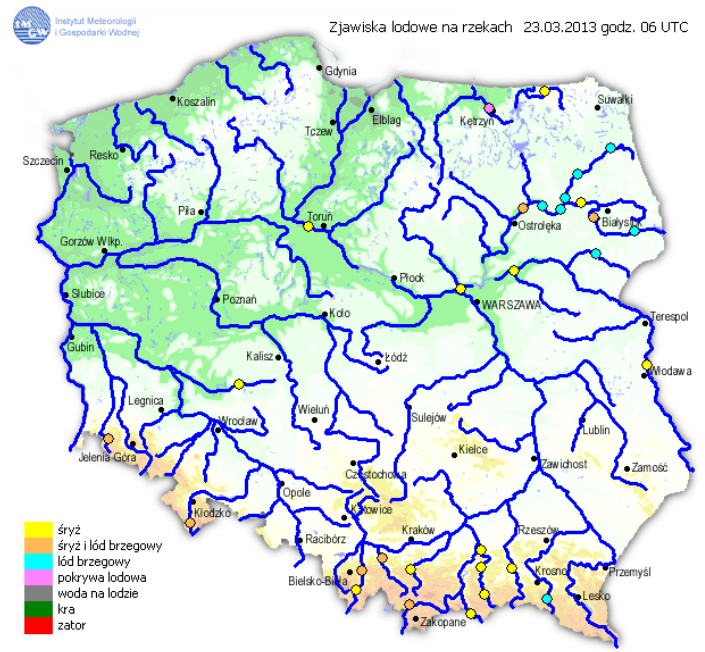 Instytut Meteorologii
i Gospodarki Wodnej
Zjawiska lodowe na rzekach 23.03.2013 godz. 06 UTC
Gdynia
Koszalin
Suwałki
Tczew
Elbląg
Kętrzyn
Szczecin
Resko
Piła
Toruń
Ostrołęka
Białystok
Gorzów Wlkp.
Płock
Słubice
Poznań
Koło
WARSZAWA
Terespol
Gubin
Kalisz
Łódź
Włodawa
Legnica
Wrocław
Wieluń
Sulejów
Lublin
Jelenia Góra
Kielce
Zawichost
Zamość
Częstochowa
Opole
Kłodzko
Katowice
Racibórz
Kraków
Rzeszów
Bielsko-Biała
Krosno
Przemyśl
Lesko
Zakopane
śryż
śryż i lód brzegowy
lód brzegowy
pokrywa lodowa
woda na lodzie
kra
zator